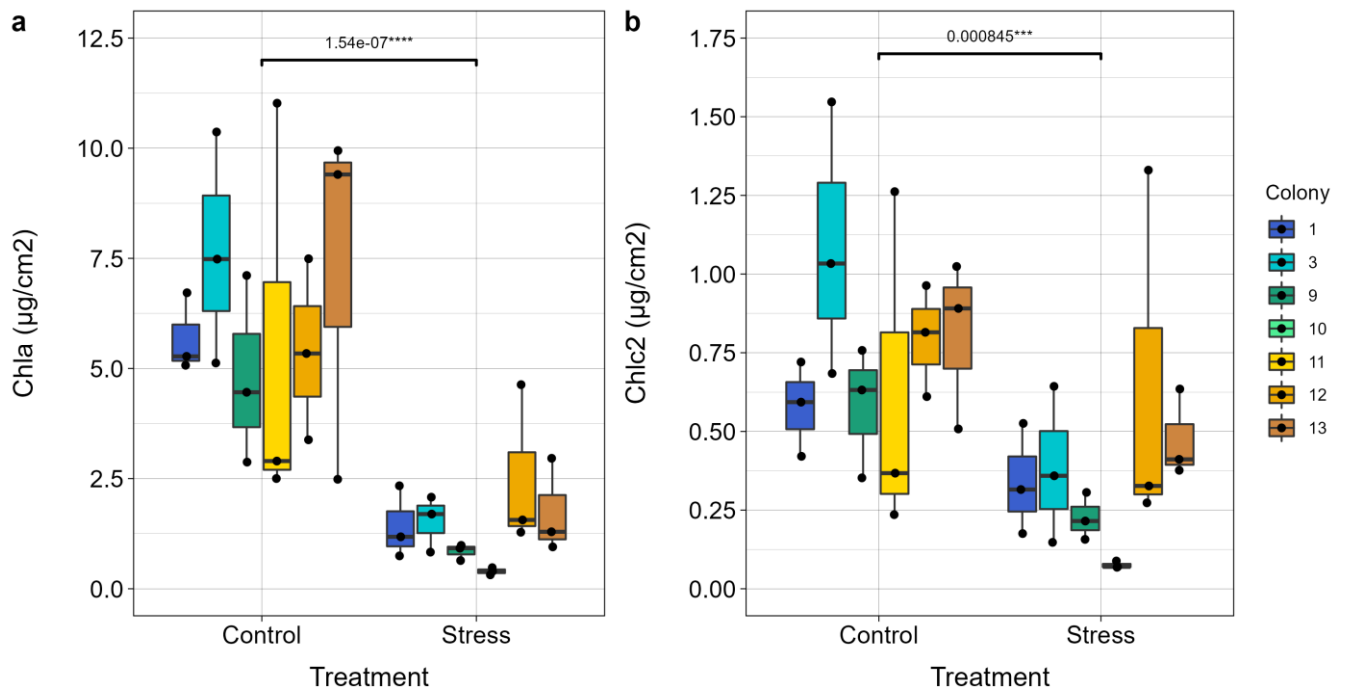 a
12.5
10.0
7.5
5.0
2.5
0.0
Chla (µg/cm2)
1.54e-07****
Control
Stress
Treatment
b
1.75
1.50
1.25
1.00
0.75
0.50
0.25
0.00
Chlc2 (µg/cm2)
0.000845***
Control
Stress
Treatment
Colony
1
3
9
10
11
12
13